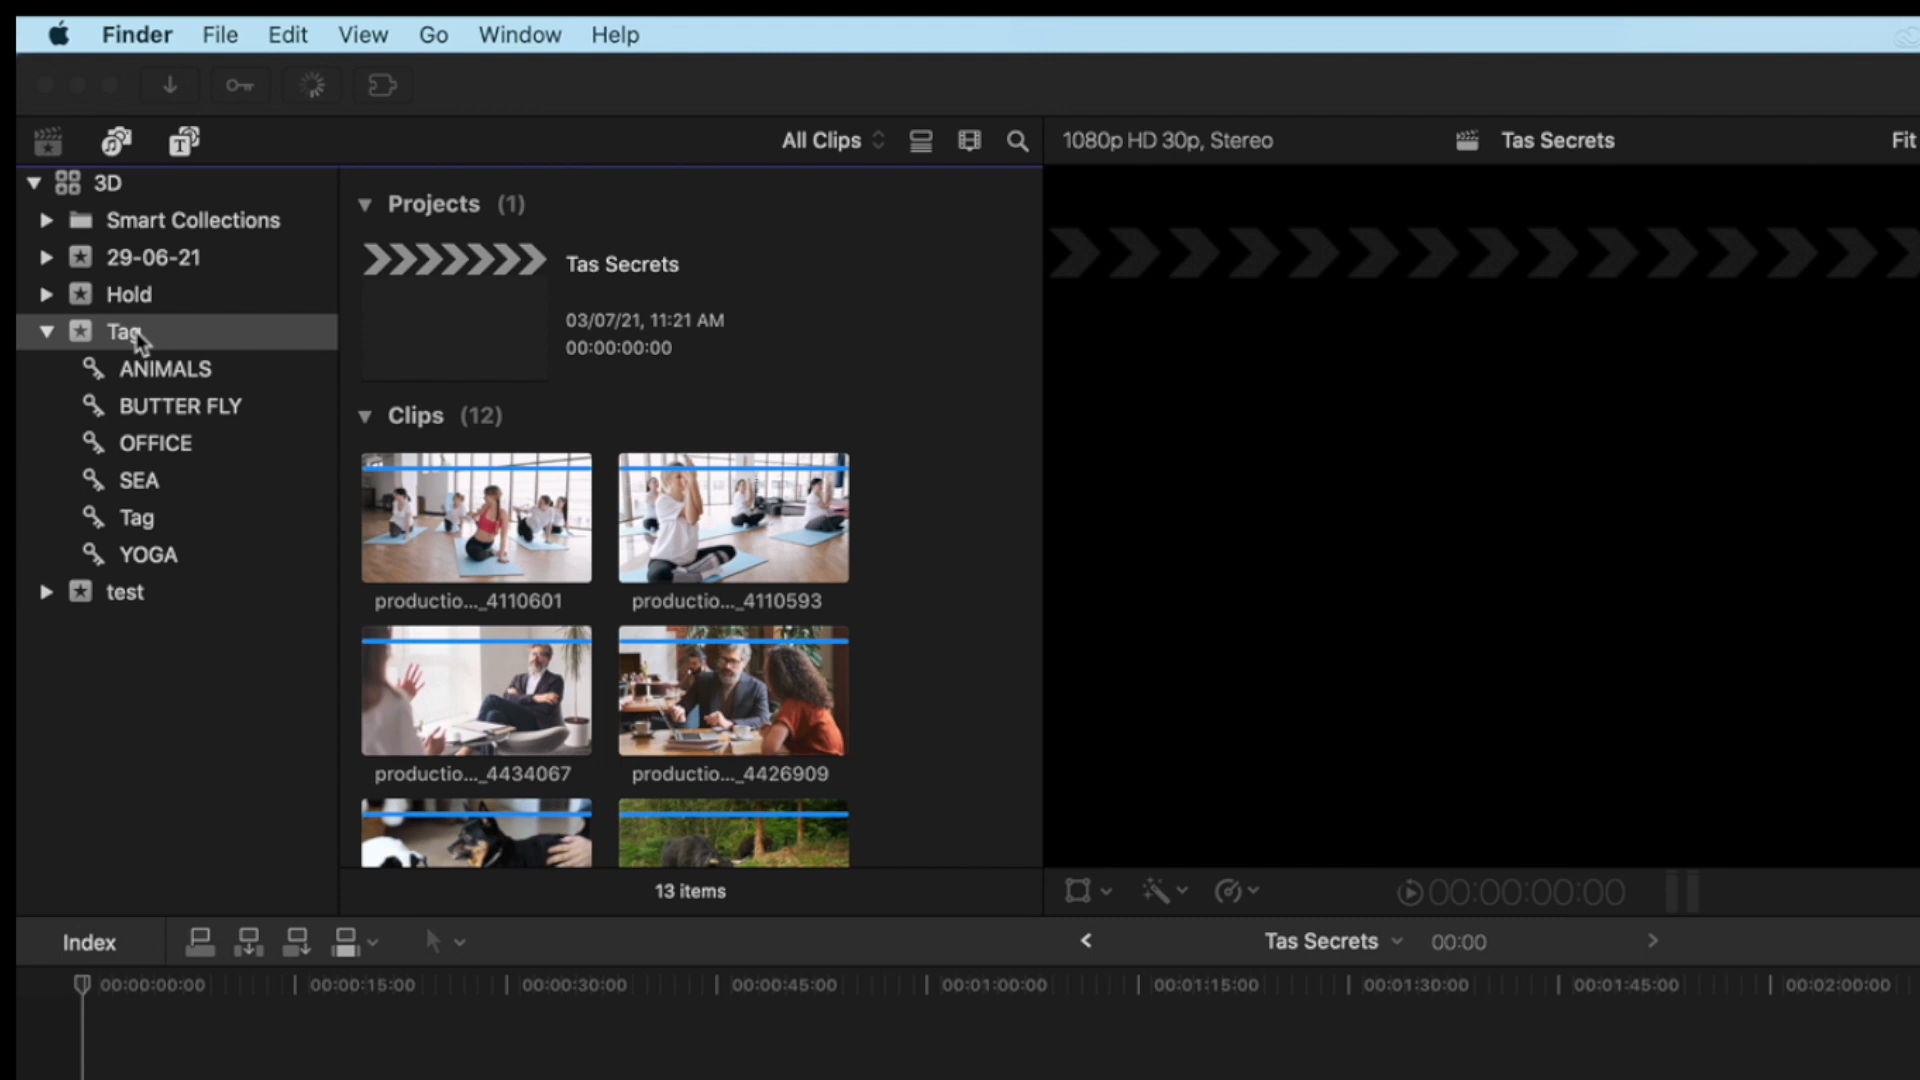 Finder File Edit View Go Window Help
All Clips
1080p HD 30p, Stereo
Tas Secrets
Fit
3D
Smart Collections
29-06-21
Hold
Tag
ANIMALS
BUTTER FLY
OFFICE
SEA
Tag
YOGA
test
Projects (1)
Tas Secrets
03/07/21, 11:21 AM
00:00:00:00
Clips (12)
productio..._4110601
productio..._4110593
productio..._4434067
productio..._4426909
13 items
00:00:00:00
Index
Tas Secrets
00:00
00:00:00:00 00:00:15:00 00:00:30:00 00:00:45:00 00:01:00:00 00:01:15:00 00:01:30:00 00:01:45:00 00:02:00:00